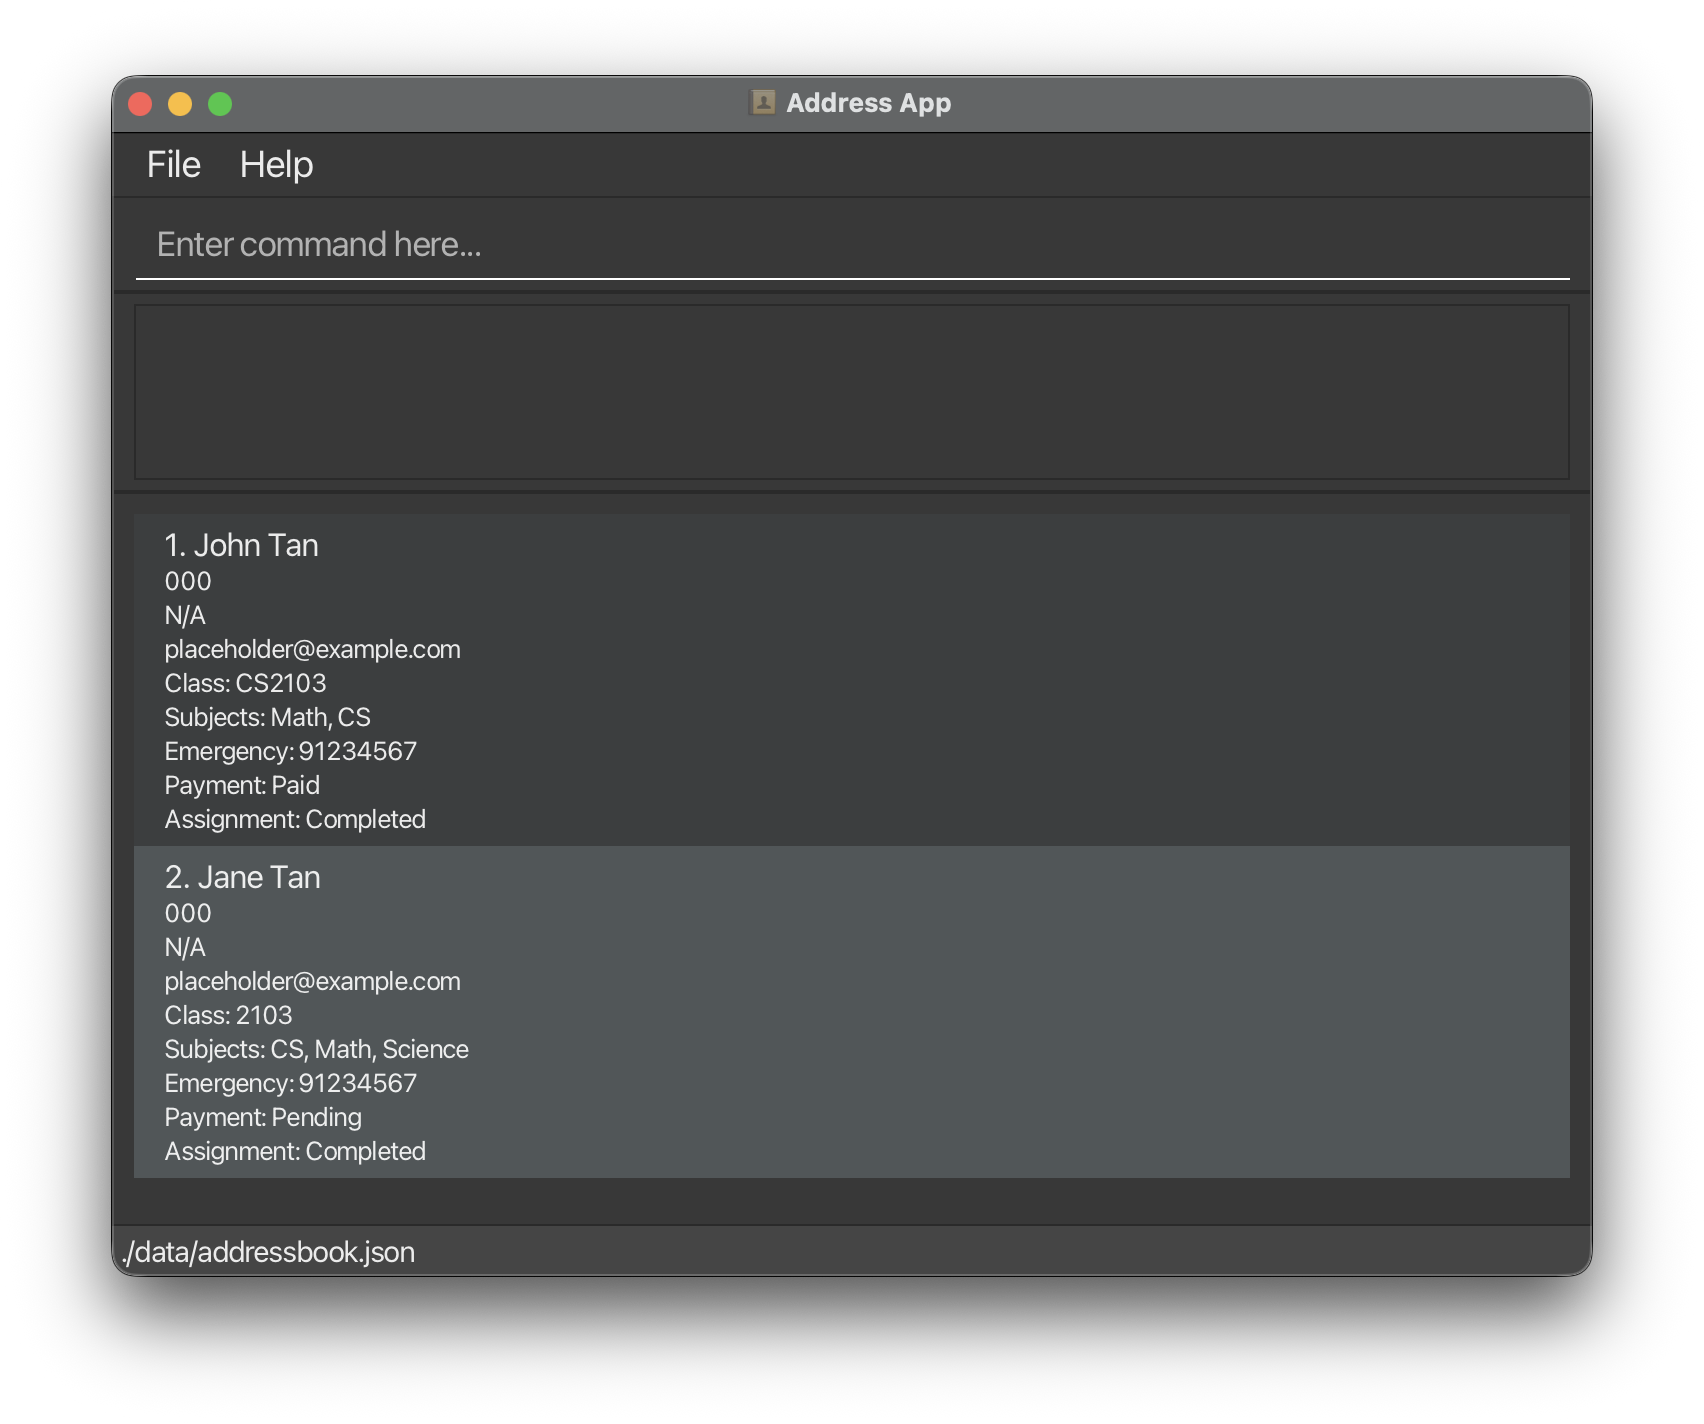 Address App
File Help
Enter command here...
1. John Tan
000
N/A
placeholder@example.com
Class: CS2103
Subjects: Math, CS
Emergency: 91234567
Payment: Paid
Assignment: Completed
2. Jane Tan
000
N/A
placeholder@example.com
Class: 2103
Subjects: CS, Math, Science
Emergency: 91234567
Payment: Pending
Assignment: Completed
./data/addressbook.json